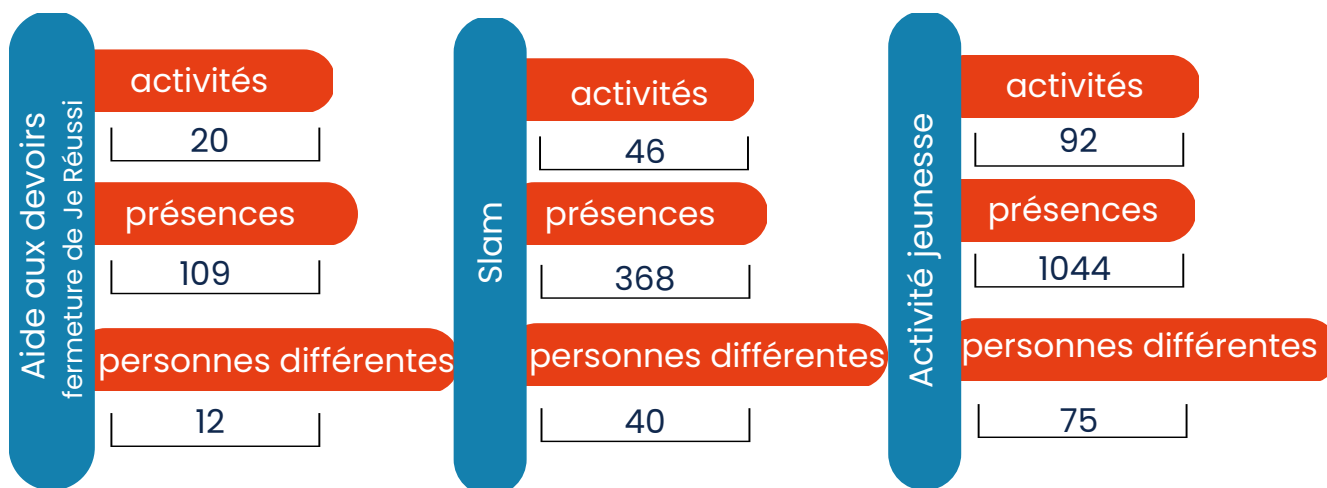 Aide aux devoirs
fermeture de Je Réussi
activités
20
présences
109
personnes différentes
12
Slam
activités
46
présences
368
personnes différentes
40
Activité jeunesse
activités
92
présences
1044
personnes différentes
75